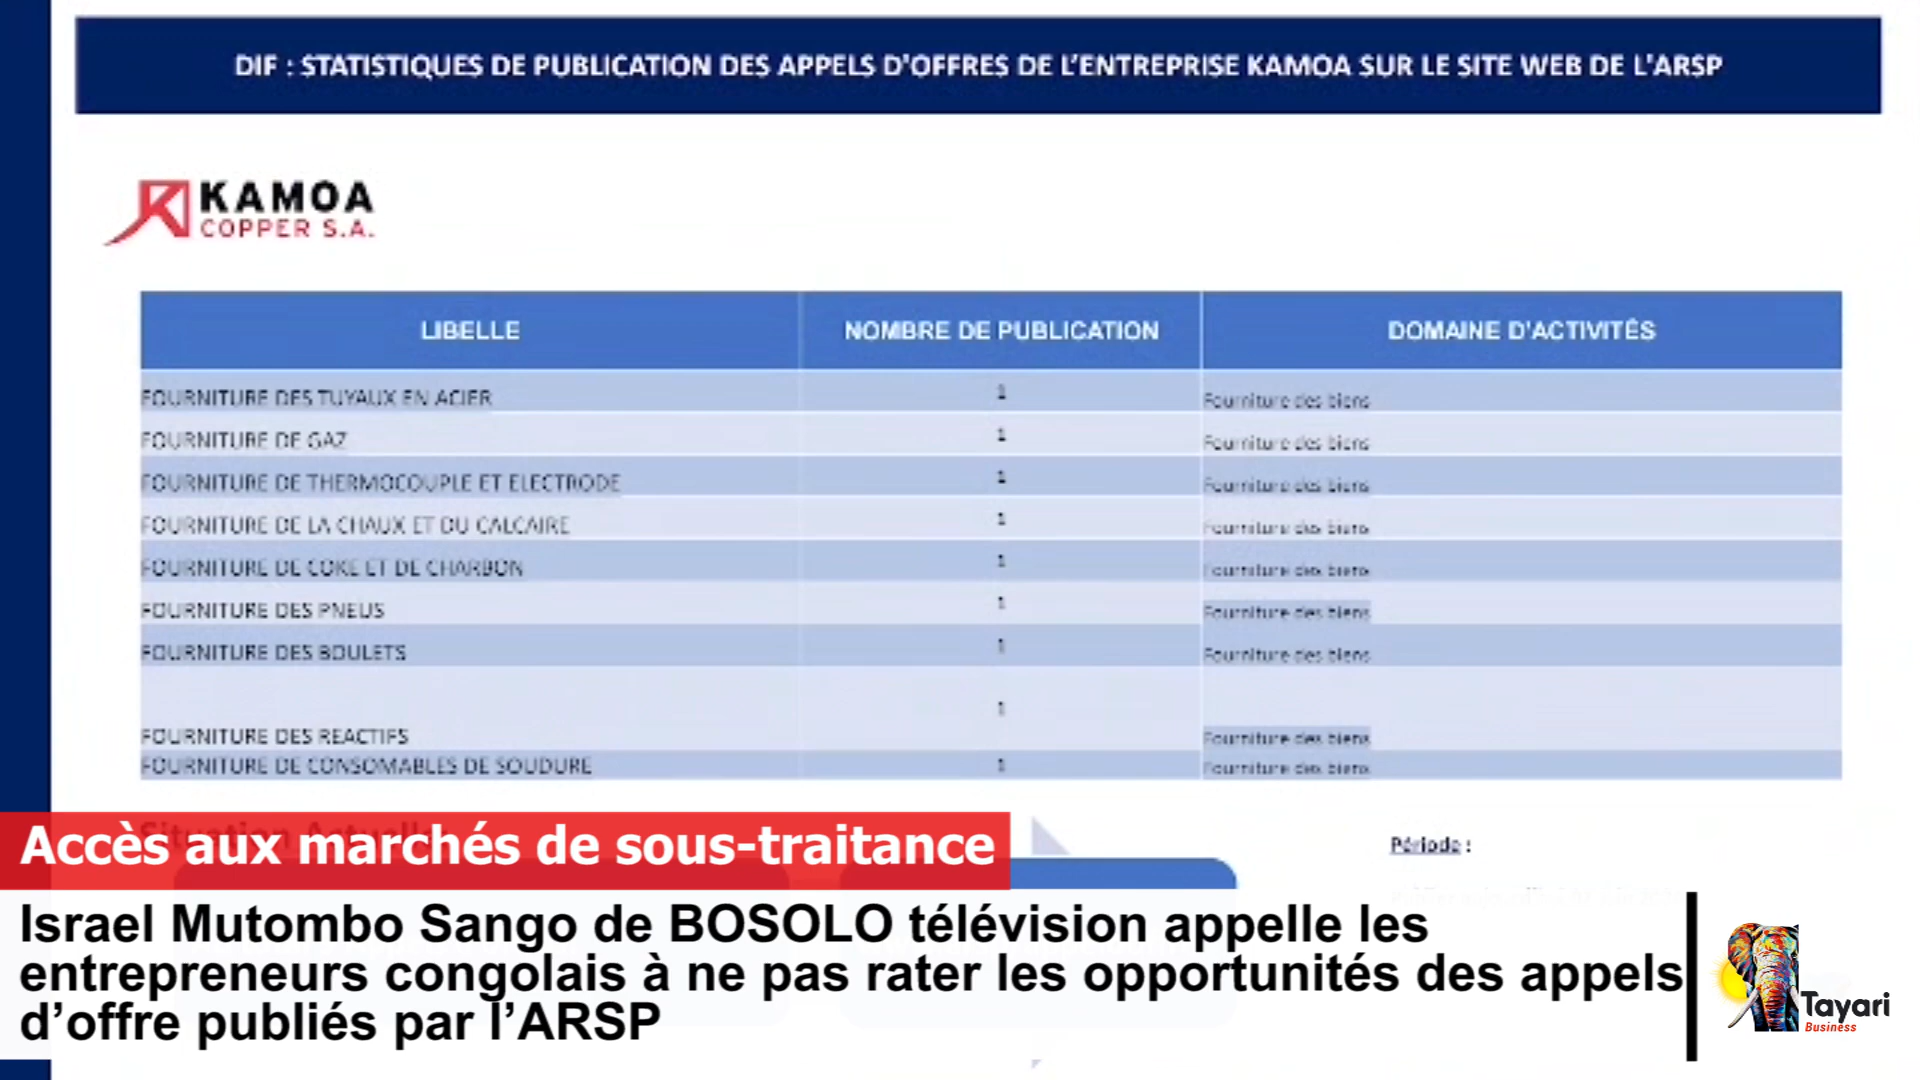 DIF : STATISTIQUES DE PUBLICATION DES APPELS D'OFFRES DE L'ENTREPRISE KAMOA SUR LE SITE WEB DE L'ARSP
KAMOA
COPPER S.A.
LIBELLE NOMBRE DE PUBLICATION DOMAINE D'ACTIVITÉS
FOURNITURE DES TUYAUX EN ACIER 1 Fourniture des biens
FOURNITURE DE GAZ 1 Fourniture des biens
FOURNITURE DE THERMOCOUPLE ET ELECTRODE 1 Fourniture des biens
FOURNITURE DE LA CHAUX ET DU CALCAIRE 1 Fourniture des biens
FOURNITURE DE COKE ET DE CHARBON 1 Fourniture des biens
FOURNITURE DES PNEUS 1 Fourniture des biens
FOURNITURE DES BOULETS 1 Fourniture des biens
FOURNITURE DES REACTIFS 1 Fourniture des biens
FOURNITURE DE CONSOMABLES DE SOUDURE 1 Fourniture des biens
Accès aux marchés de sous-traitance
Période :
Israel Mutombo Sango de BOSOLO télévision appelle les
entrepreneurs congolais à ne pas rater les opportunités des appels
d'offre publiés par l'ARSP
Tayari
Business